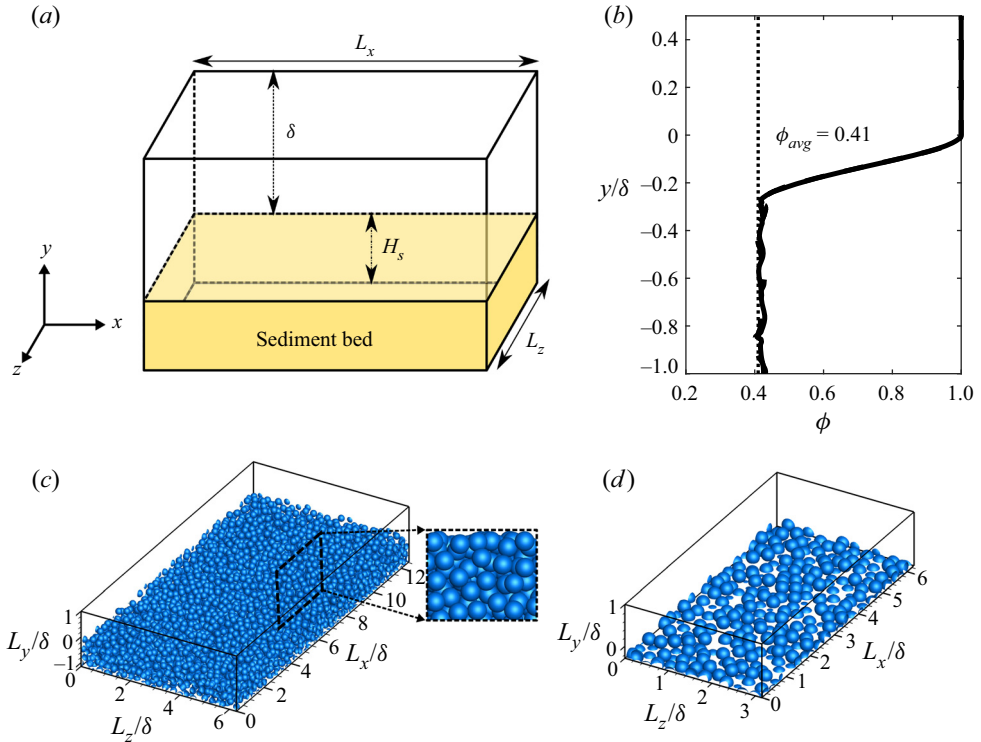 (a)
L_x
δ
H_s
y
x
z
Sediment bed
L_z
(b)
0.4
0.2
0
ϕ_avg = 0.41
y/δ
−0.2
−0.4
−0.6
−0.8
−1.0
0.2 0.4 0.6 0.8 1.0
ϕ
(c)
1
L_y/δ 0
−1
0 2 4 6
L_z/δ
0 2 4 6 8 10 12
L_x/δ
(d)
1
L_y/δ
0
0 1 2 3
L_z/δ
0 1 2 3 4 5 6
L_x/δ